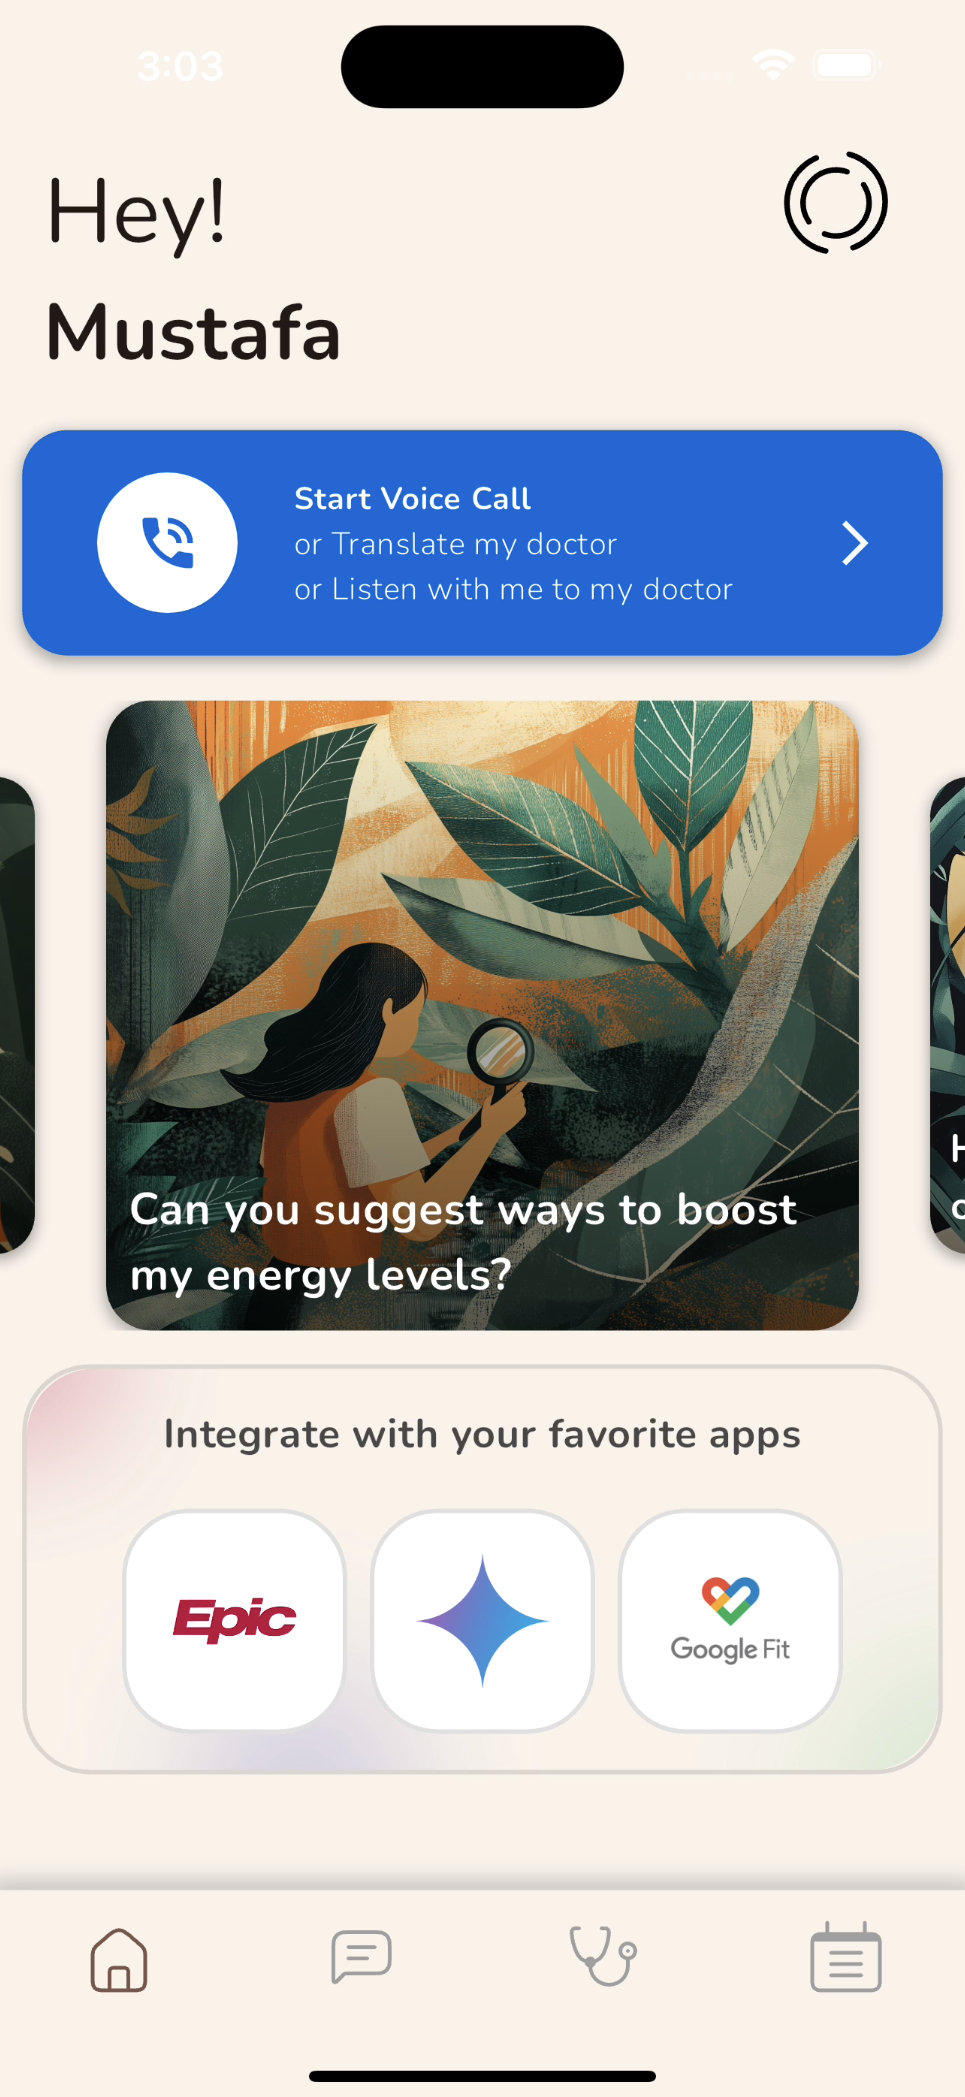 3:03
Hey!
Mustafa
Start Voice Call
or Translate my doctor
or Listen with me to my doctor
Can you suggest ways to boost
my energy levels?
Integrate with your favorite apps
Epic
Google Fit